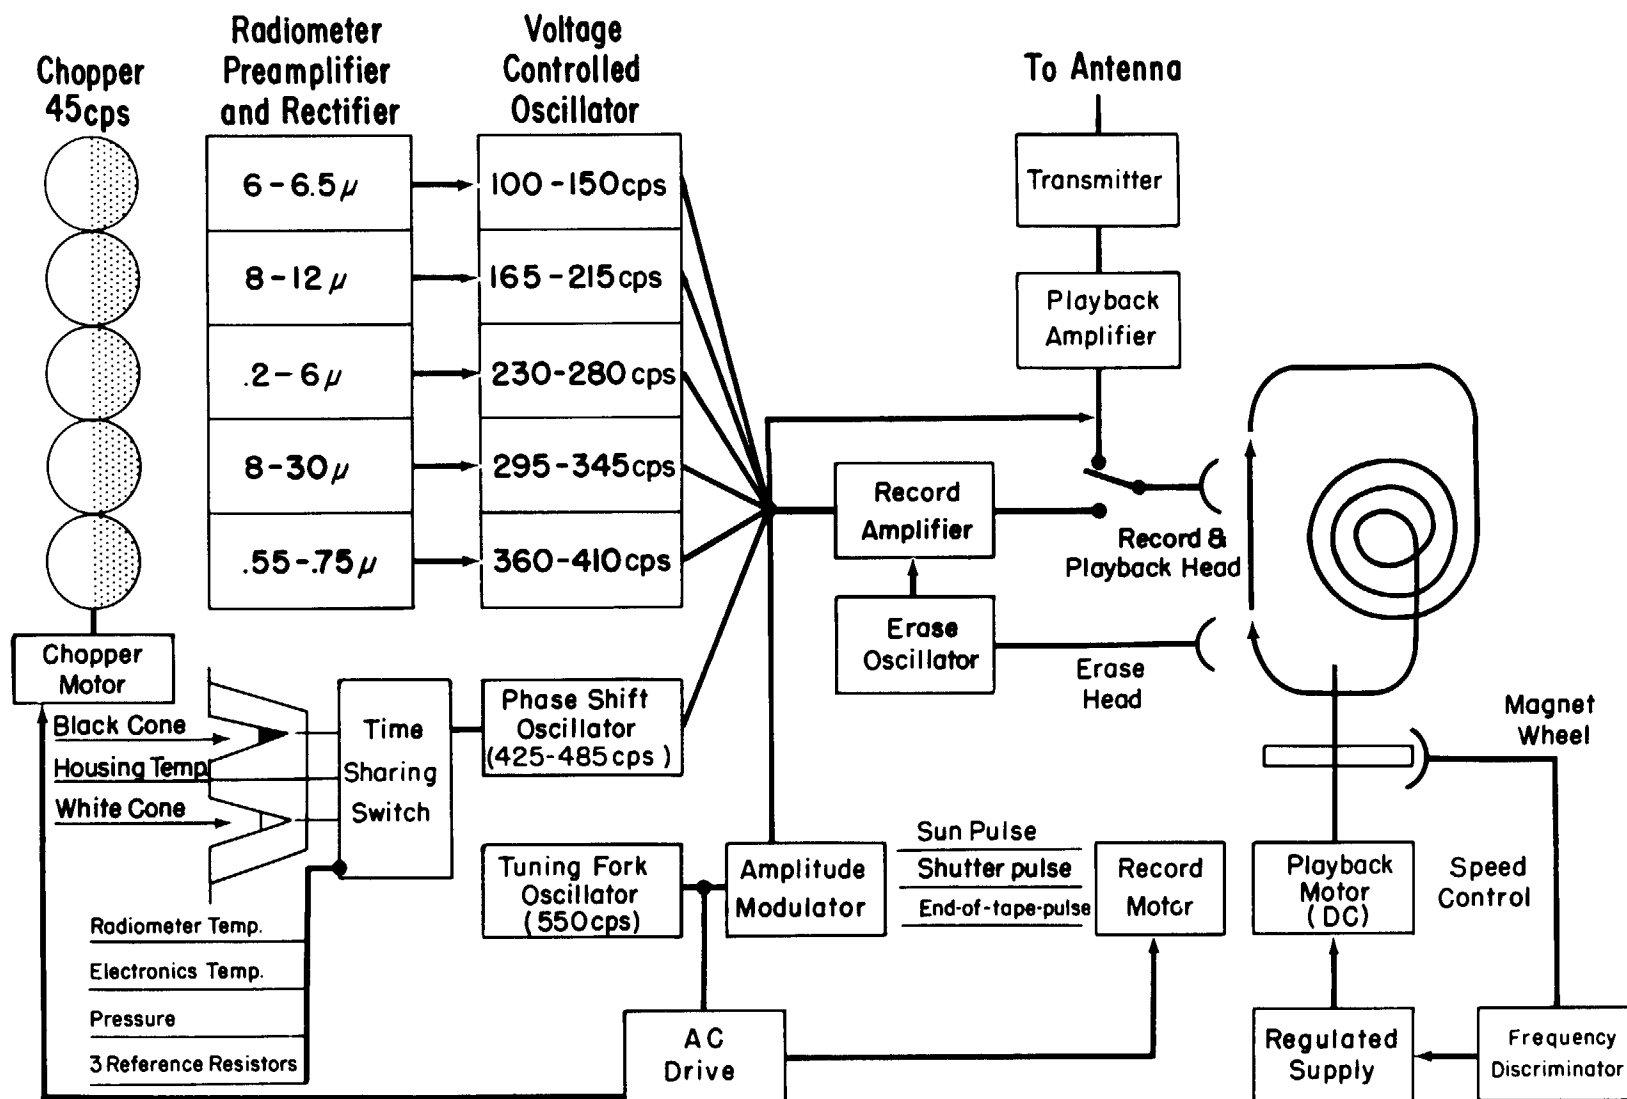 Chopper
45cps
Radiometer
Preamplifier
and Rectifier
Voltage
Controlled
Oscillator
To Antenna
6-6.5μ
100-150cps
8-12μ
165-215cps
.2-6μ
230-280cps
8-30μ
295-345cps
.55-.75μ
360-410cps
Transmitter
Playback
Amplifier
Record
Amplifier
Record &
Playback Head
Erase
Oscillator
Erase
Head
Chopper
Motor
Black Cone
Housing Temp
White Cone
Time
Sharing
Switch
Phase Shift
Oscillator
(425-485cps)
Magnet
Wheel
Tuning Fork
Oscillator
(550cps)
Amplitude
Modulator
Sun Pulse
Shutter pulse
End-of-tape-pulse
Record
Motor
Playback
Motor
(DC)
Speed
Control
Radiometer Temp.
Electronics Temp.
Pressure
3 Reference Resistors
AC
Drive
Regulated
Supply
Frequency
Discriminator